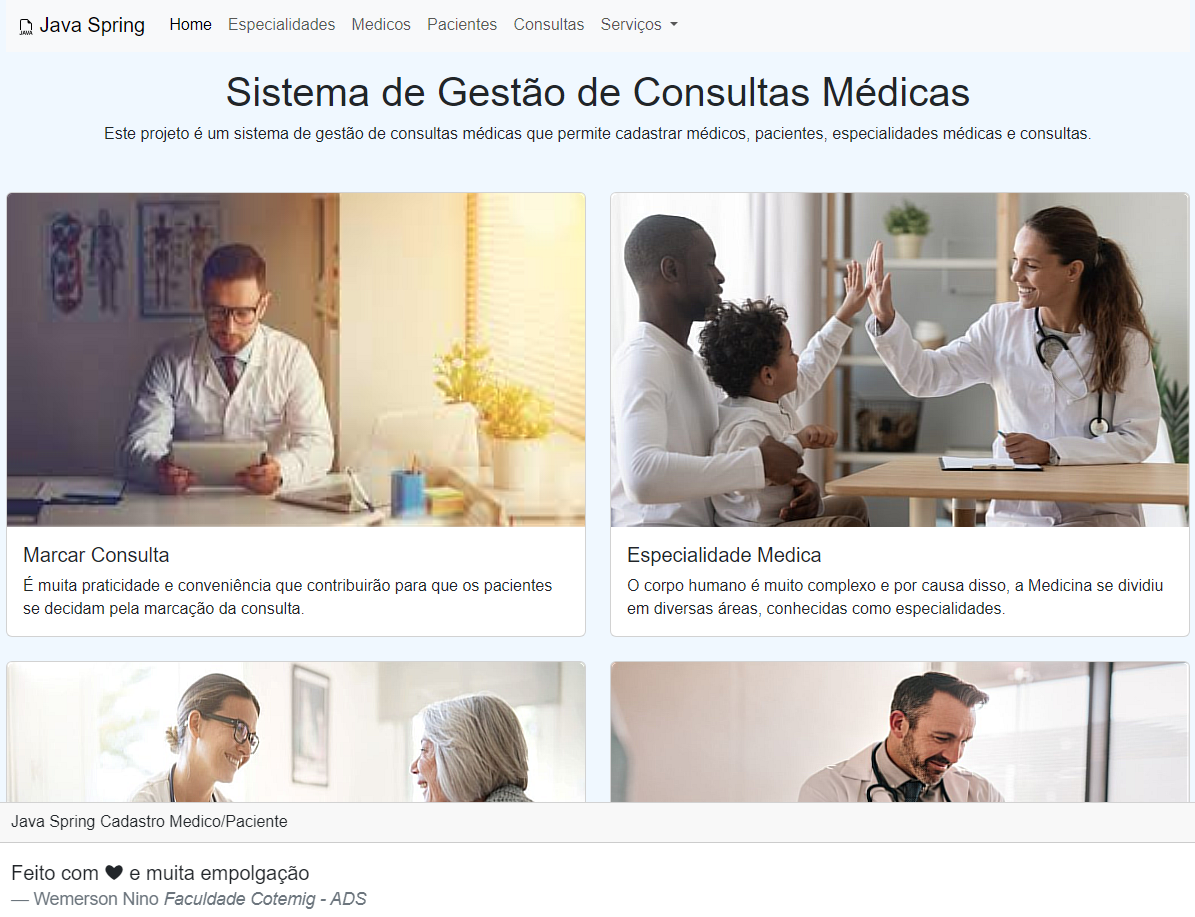 JAVA Java Spring Home Especialidades Medicos Pacientes Consultas Serviços
Sistema de Gestão de Consultas Médicas
Este projeto é um sistema de gestão de consultas médicas que permite cadastrar médicos, pacientes, especialidades médicas e consultas.
Marcar Consulta
É muita praticidade e conveniência que contribuirão para que os pacientes
se decidam pela marcação da consulta.
Especialidade Medica
O corpo humano é muito complexo e por causa disso, a Medicina se dividiu
em diversas áreas, conhecidas como especialidades.
Java Spring Cadastro Medico/Paciente
Feito com 🖤 e muita empolgação
— Wemerson Nino Faculdade Cotemig - ADS